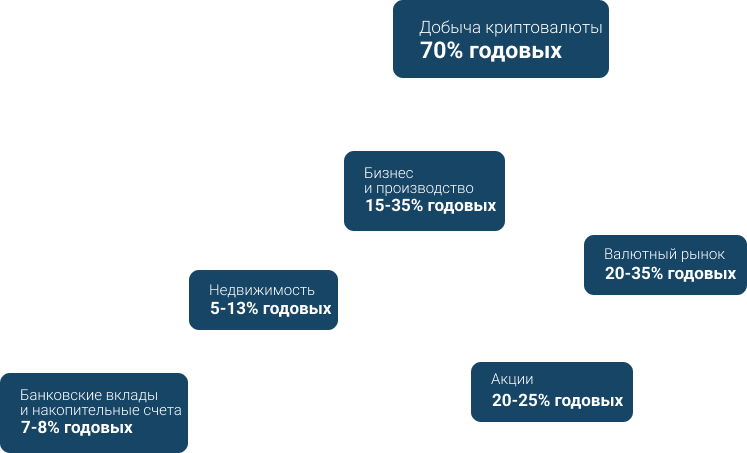 Добыча криптовалюты
70% годовых
Бизнес
и производство
15-35% годовых
Валютный рынок
20-35% годовых
Недвижимость
5-13% годовых
Акции
20-25% годовых
Банковские вклады
и накопительные счета
7-8% годовых